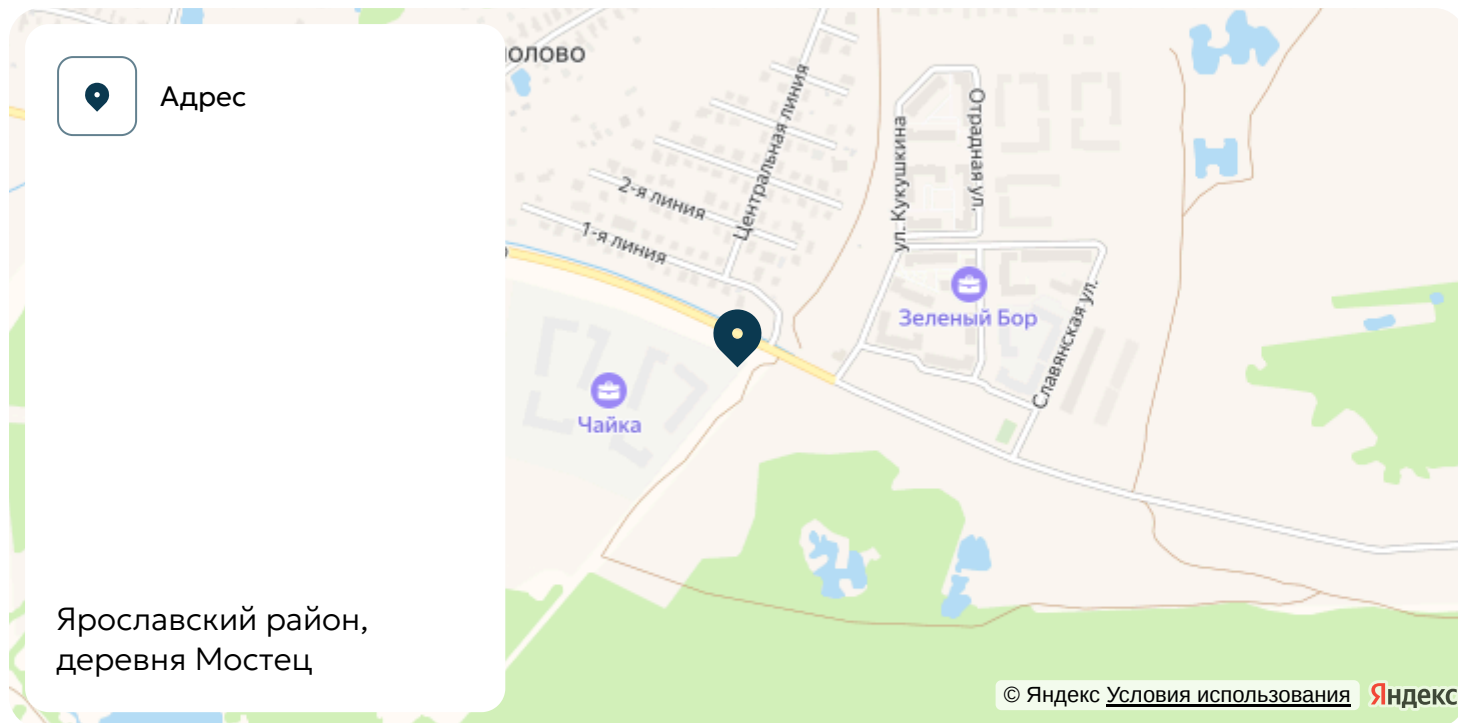 Адрес
Ярославский район,
деревня Мостец
Центральная линия
2-я линия
1-я линия
ул. Кукушкина
Отрадная ул.
Зеленый Бор
Славянская ул.
Чайка
© Яндекс Условия использования
Яндекс